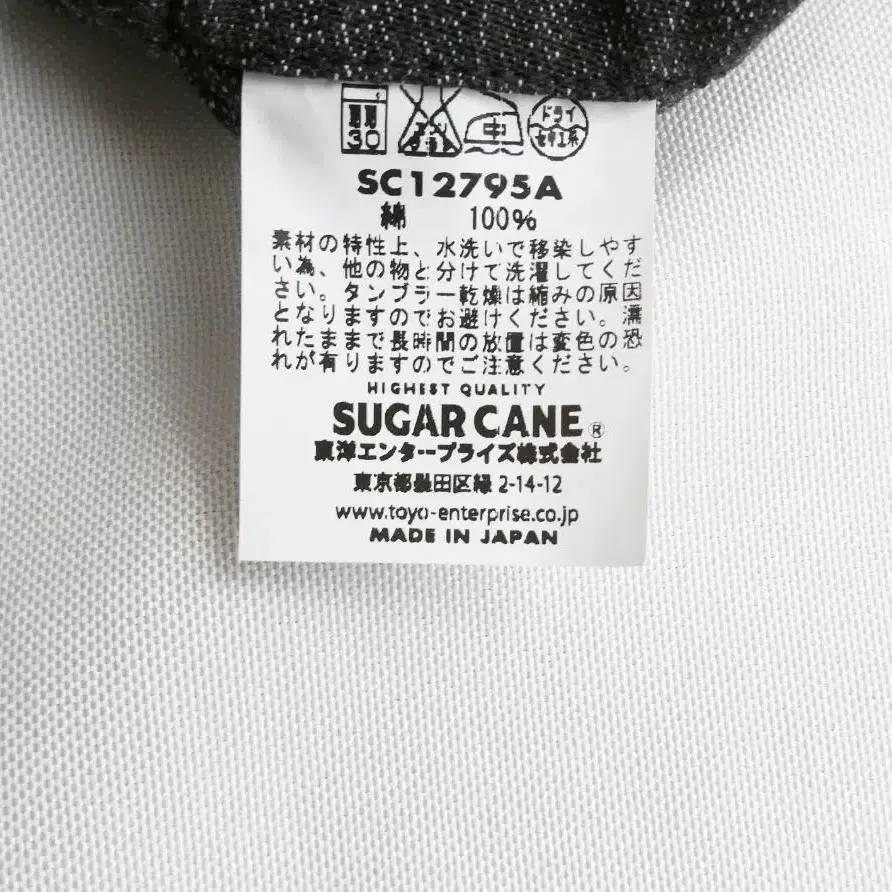 30
中
ドライ
セキユ系
SC12795A
綿 100%
素材の特性上、水洗いで移染しやす
い為、他の物と分けて洗濯してくだ
さい。タンブラー乾燥は縮みの原因
となりますのでお避けください。濡
れたままで長時間の放置は変色の恐
れが有りますのでご注意ください。
HIGHEST QUALITY
SUGAR CANE ®
東洋エンタープライズ株式会社
東京都墨田区緑 2-14-12
www.toyo-enterprise.co.jp
MADE IN JAPAN